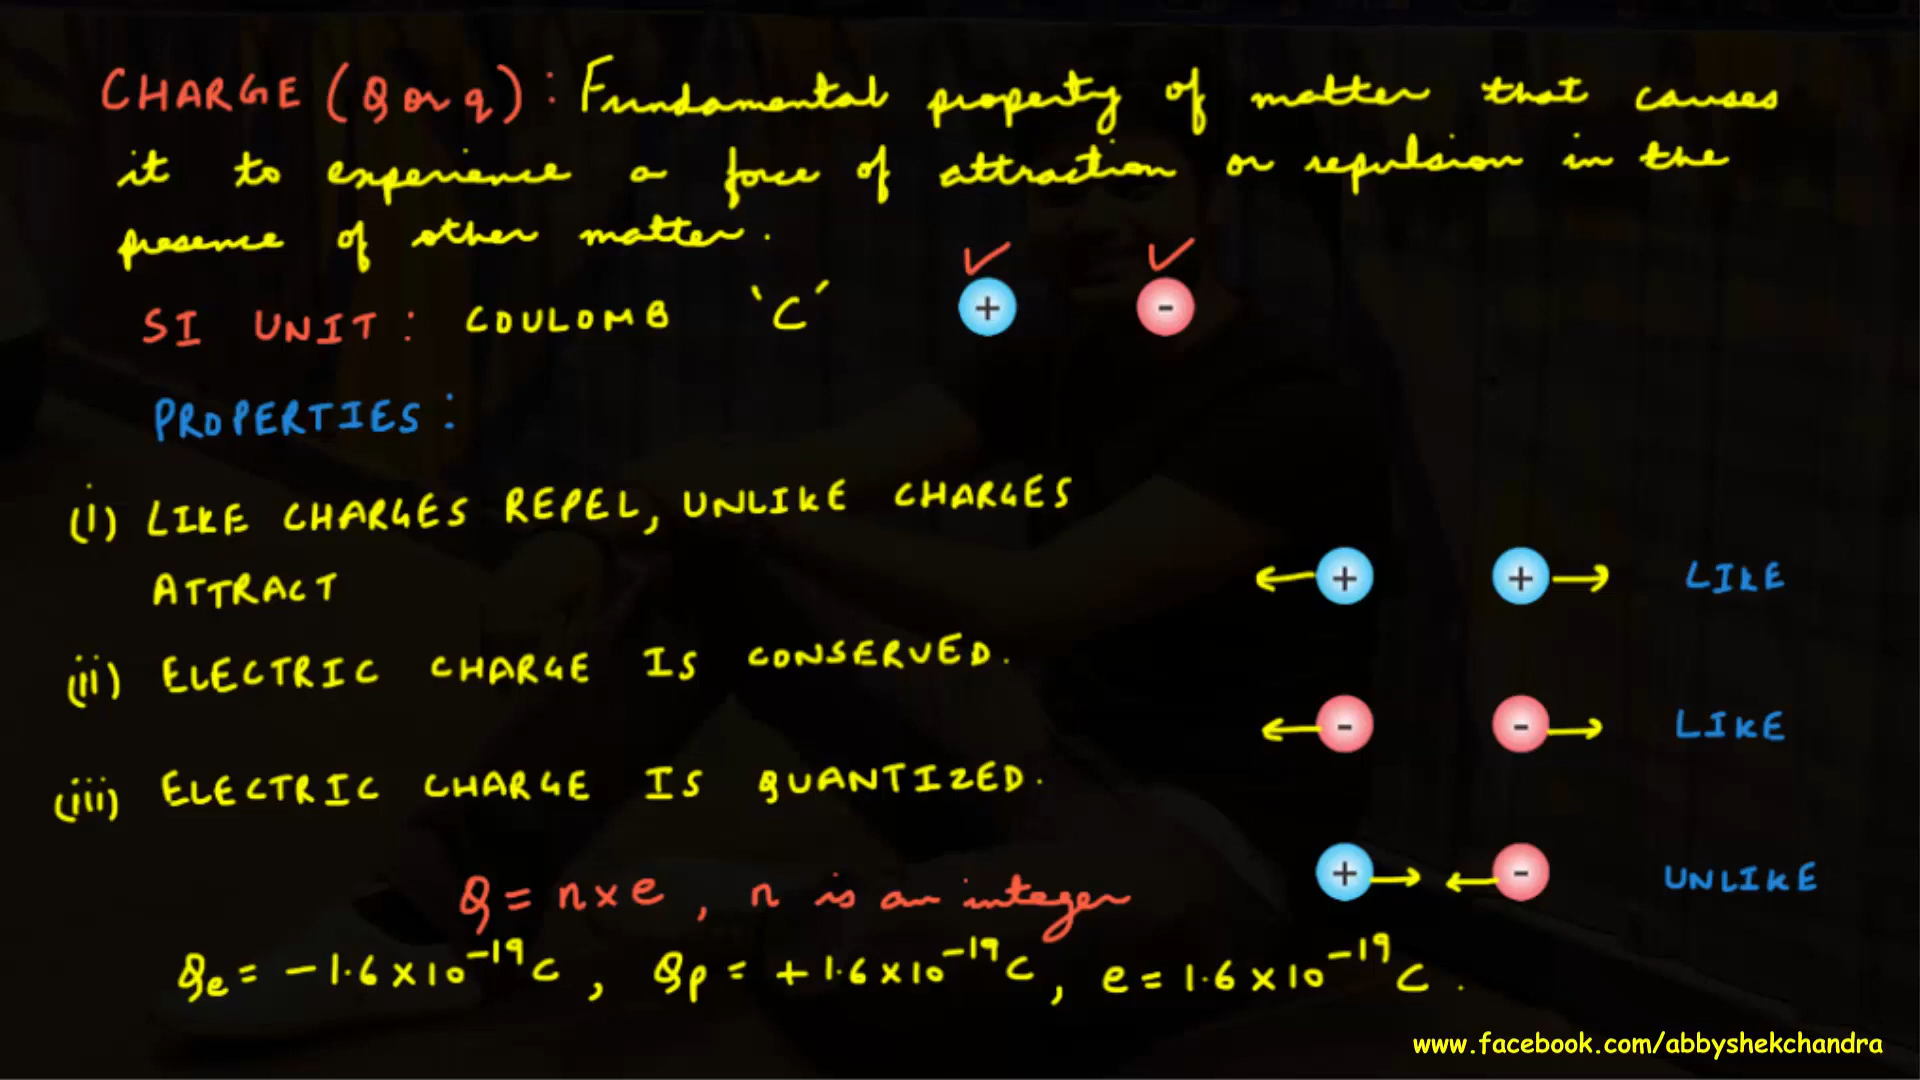 CHARGE (Q or q) : Fundamental property of matter that causes
it to experience a force of attraction or repulsion in the
presence of other matter.
SI UNIT : COULOMB 'C'
+ -
PROPERTIES :
(i) LIKE CHARGES REPEL, UNLIKE CHARGES
ATTRACT
+ + LIKE
(ii) ELECTRIC CHARGE IS CONSERVED.
- - LIKE
(iii) ELECTRIC CHARGE IS QUANTIZED.
+ - UNLIKE
Q = n×e , n is an integer
Qe = -1.6×10^-19 C , Qp = +1.6×10^-19 C , e = 1.6×10^-19 C .
www.facebook.com/abbyshekchandra